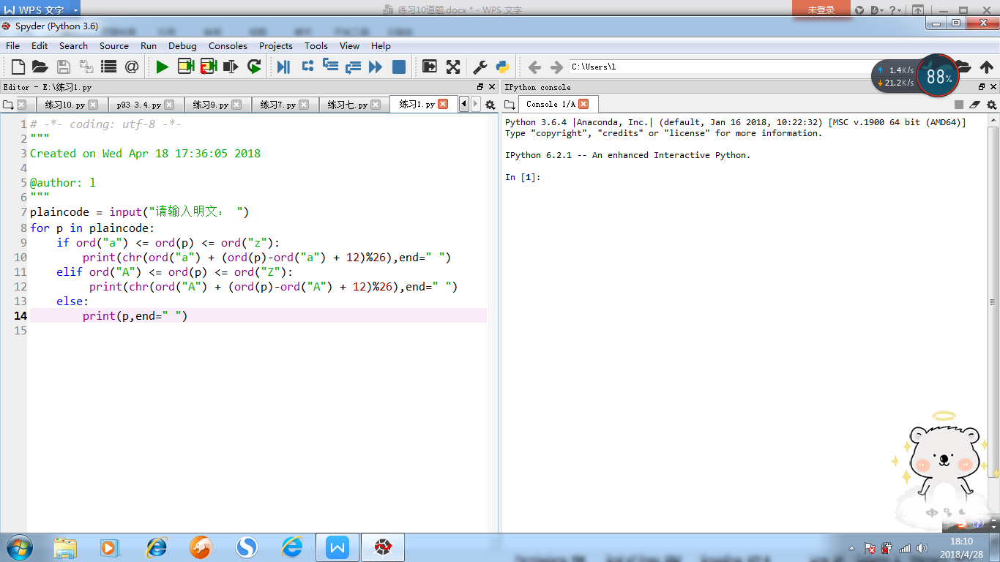 WPS 文字
练习10道题.docx * - WPS 文字
未登录
Spyder (Python 3.6)
File Edit Search Source Run Debug Consoles Projects Tools View Help
C:\Users\l
1.4K/s
21.2K/s
88%
Editor - E:\练习1.py
练习10.py p93 3.4.py 练习9.py 练习7.py 练习七.py 练习1.py
1 # -*- coding: utf-8 -*-
2 """
3 Created on Wed Apr 18 17:36:05 2018
4
5 @author: l
6 """
7 plaincode = input("请输入明文： ")
8 for p in plaincode:
9     if ord("a") <= ord(p) <= ord("z"):
10         print(chr(ord("a") + (ord(p)-ord("a") + 12)%26),end=" ")
11     elif ord("A") <= ord(p) <= ord("Z"):
12          print(chr(ord("A") + (ord(p)-ord("A") + 12)%26),end=" ")
13     else:
14         print(p,end=" ")
15
IPython console
Console 1/A
Python 3.6.4 |Anaconda, Inc.| (default, Jan 16 2018, 10:22:32) [MSC v.1900 64 bit (AMD64)]
Type "copyright", "credits" or "license" for more information.
IPython 6.2.1 -- An enhanced Interactive Python.
In [1]:
18:10
2018/4/28